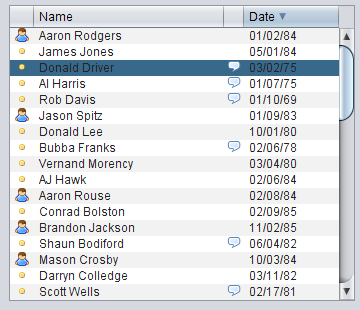 Name Date
Aaron Rodgers 01/02/84
James Jones 05/01/84
Donald Driver 03/02/75
Al Harris 01/07/75
Rob Davis 01/10/69
Jason Spitz 01/09/83
Donald Lee 10/01/80
Bubba Franks 02/06/78
Vernand Morency 03/04/80
AJ Hawk 02/06/84
Aaron Rouse 02/08/84
Conrad Bolston 02/09/85
Brandon Jackson 11/02/85
Shaun Bodiford 06/04/82
Mason Crosby 10/03/84
Darryn Colledge 03/11/82
Scott Wells 02/17/81